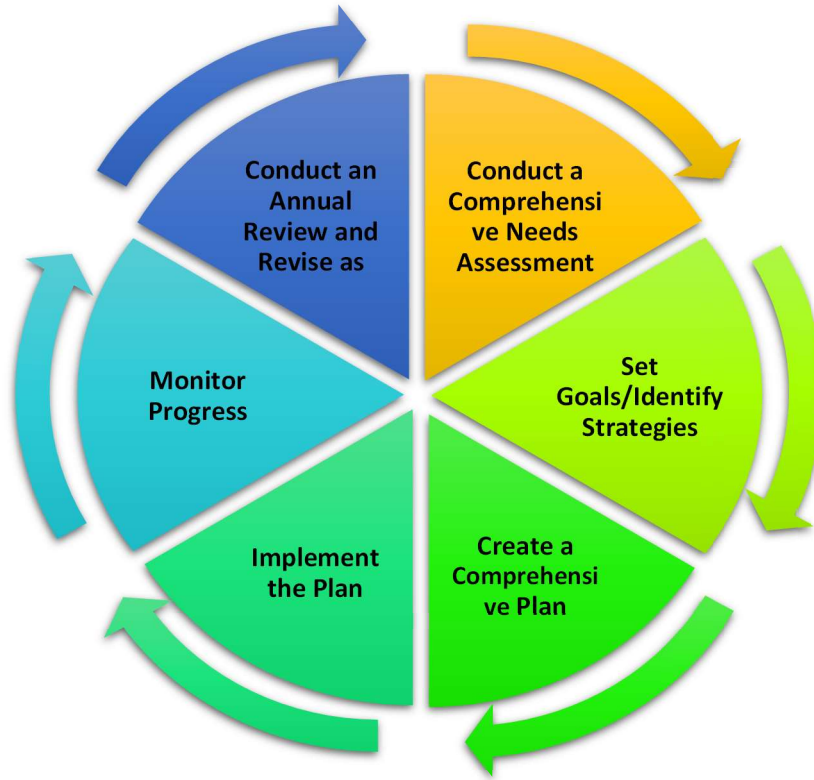 Conduct a
Comprehensi
ve Needs
Assessment
Set
Goals/Identify
Strategies
Create a
Comprehensi
ve Plan
Implement
the Plan
Monitor
Progress
Conduct an
Annual
Review and
Revise as